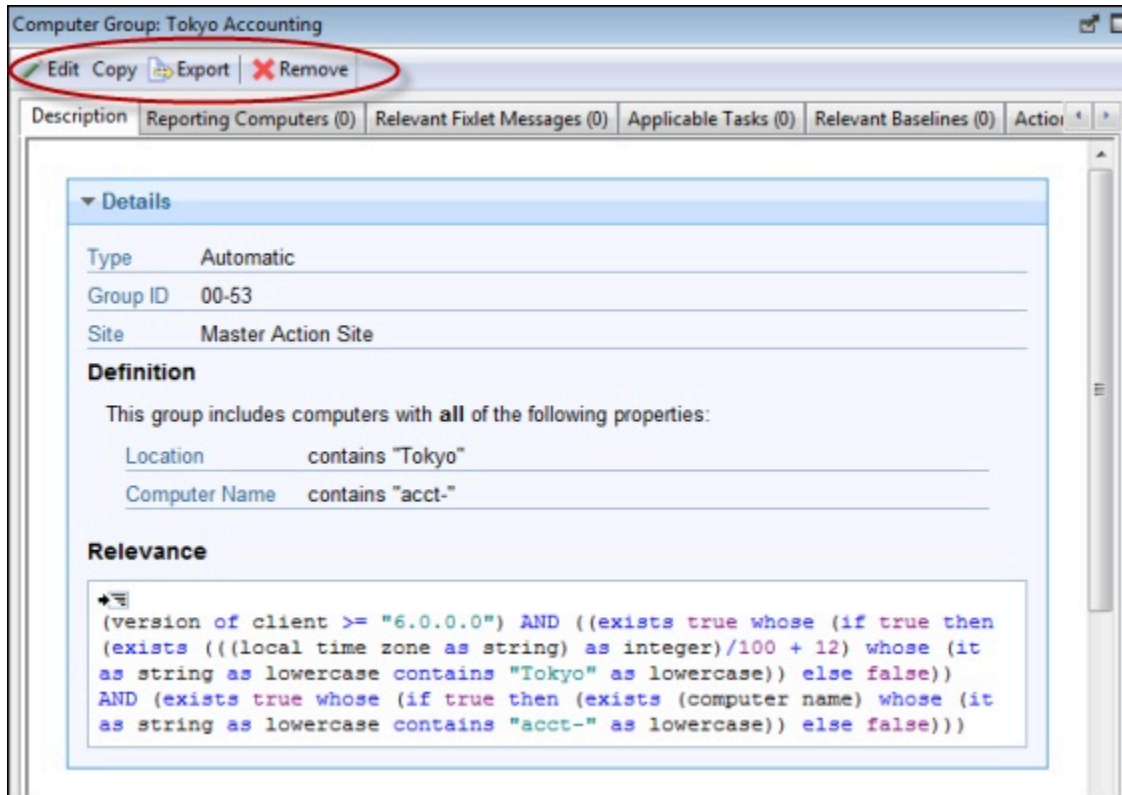 Computer Group: Tokyo Accounting
Edit Copy Export Remove
Description Reporting Computers (0) Relevant Fixlet Messages (0) Applicable Tasks (0) Relevant Baselines (0) Action
Details
Type Automatic
Group ID 00-53
Site Master Action Site
Definition
This group includes computers with all of the following properties:
Location contains "Tokyo"
Computer Name contains "acct-"
Relevance
(version of client >= "6.0.0.0") AND ((exists true whose (if true then
(exists (((local time zone as string) as integer)/100 + 12) whose (it
as string as lowercase contains "Tokyo" as lowercase)) else false))
AND (exists true whose (if true then (exists (computer name) whose (it
as string as lowercase contains "acct-" as lowercase)) else false)))